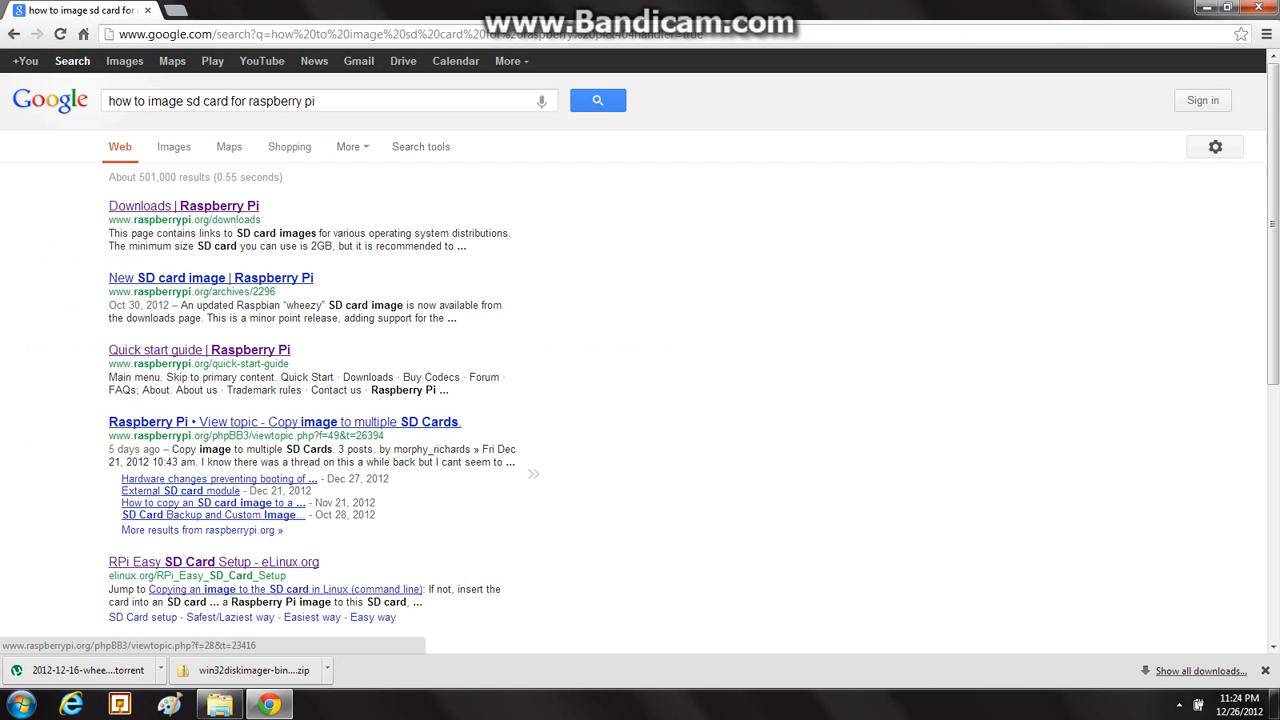 how to image sd card for
www.Bandicam.com
www.google.com/search?q=how%20to%20image%20sd%20card%20for%20raspberry%20pi&404handler=true
+You Search Images Maps Play YouTube News Gmail Drive Calendar More
Google how to image sd card for raspberry pi Sign in
Web Images Maps Shopping More Search tools
About 501,000 results (0.55 seconds)
Downloads | Raspberry Pi
www.raspberrypi.org/downloads
This page contains links to SD card images for various operating system distributions.
The minimum size SD card you can use is 2GB, but it is recommended to ...
New SD card image | Raspberry Pi
www.raspberrypi.org/archives/2296
Oct 30, 2012 – An updated Raspbian “wheezy” SD card image is now available from
the downloads page. This is a minor point release, adding support for the ...
Quick start guide | Raspberry Pi
www.raspberrypi.org/quick-start-guide
Main menu. Skip to primary content. Quick Start · Downloads · Buy Codecs · Forum ·
FAQs; About. About us · Trademark rules · Contact us · Raspberry Pi ...
Raspberry Pi • View topic - Copy image to multiple SD Cards.
www.raspberrypi.org/phpBB3/viewtopic.php?f=49&t=26394
5 days ago – Copy image to multiple SD Cards. 3 posts. by morphy_richards » Fri Dec
21, 2012 10:43 am. I know there was a thread on this a while back but I cant seem to ...
Hardware changes preventing booting of ... - Dec 27, 2012
External SD card module - Dec 21, 2012
How to copy an SD card image to a ... - Nov 21, 2012
SD Card Backup and Custom Image... - Oct 28, 2012
More results from raspberrypi.org »
RPi Easy SD Card Setup - eLinux.org
elinux.org/RPi_Easy_SD_Card_Setup
Jump to Copying an image to the SD card in Linux (command line): If not, insert the
card into an SD card ... a Raspberry Pi image to this SD card, ...
SD Card setup - Safest/Laziest way - Easiest way - Easy way
www.raspberrypi.org/phpBB3/viewtopic.php?f=28&t=23416
2012-12-16-whee....torrent win32diskimager-bin....zip Show all downloads...
11:24 PM
12/26/2012